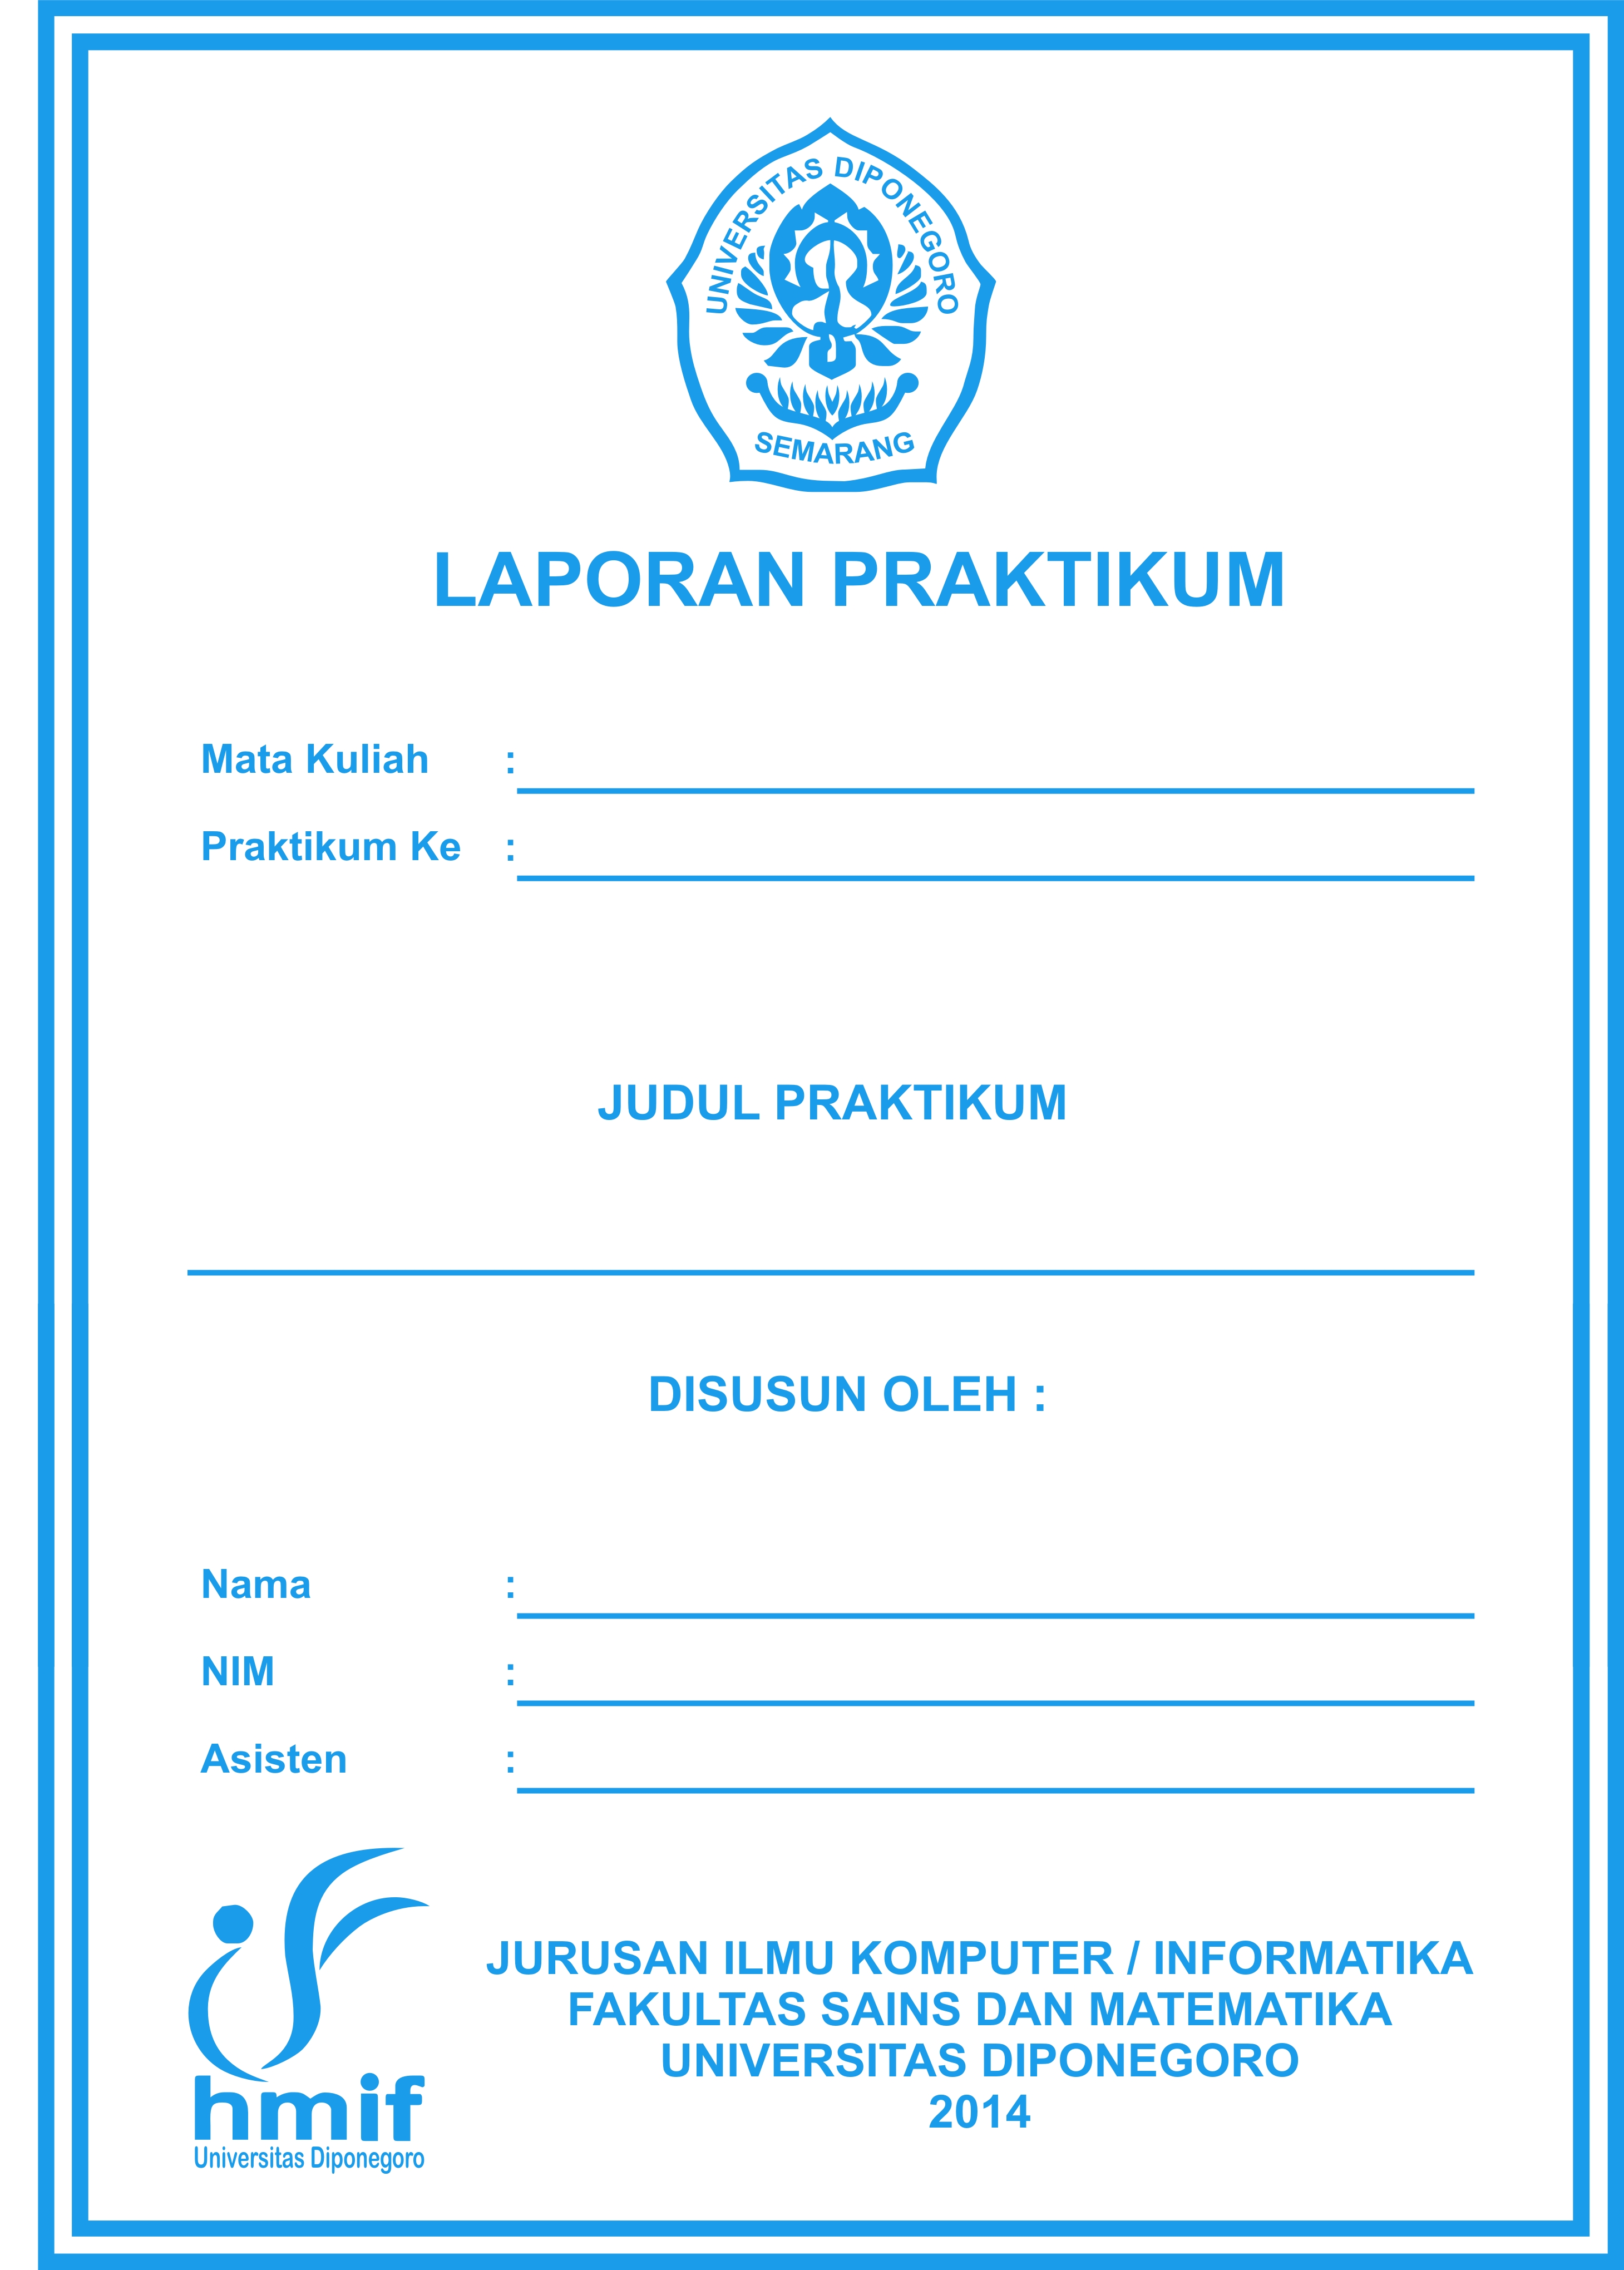 UNIVERSITAS DIPONEGORO
SEMARANG
LAPORAN PRAKTIKUM
Mata Kuliah :
Praktikum Ke :
JUDUL PRAKTIKUM
DISUSUN OLEH :
Nama :
NIM :
Asisten :
JURUSAN ILMU KOMPUTER / INFORMATIKA
FAKULTAS SAINS DAN MATEMATIKA
UNIVERSITAS DIPONEGORO
2014
hmif
Universitas Diponegoro